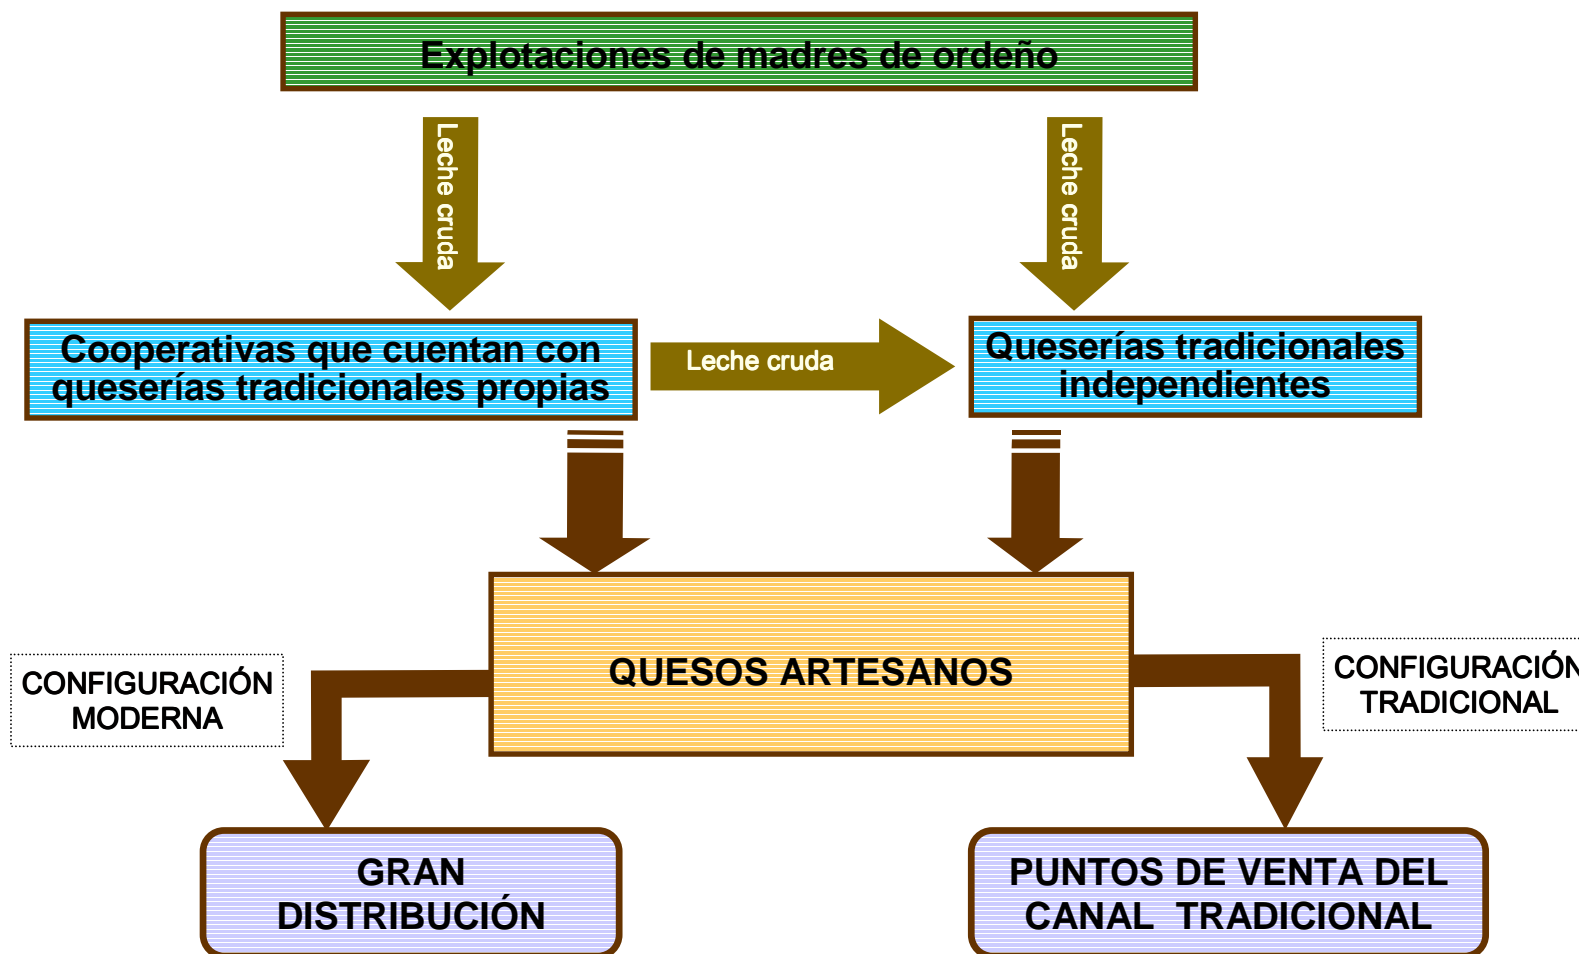 Explotaciones de madres de ordeño
Leche cruda
Leche cruda
Cooperativas que cuentan con
queserías tradicionales propias
Leche cruda
Queserías tradicionales
independientes
QUESOS ARTESANOS
CONFIGURACIÓN
MODERNA
CONFIGURACIÓN
TRADICIONAL
GRAN
DISTRIBUCIÓN
PUNTOS DE VENTA DEL
CANAL TRADICIONAL